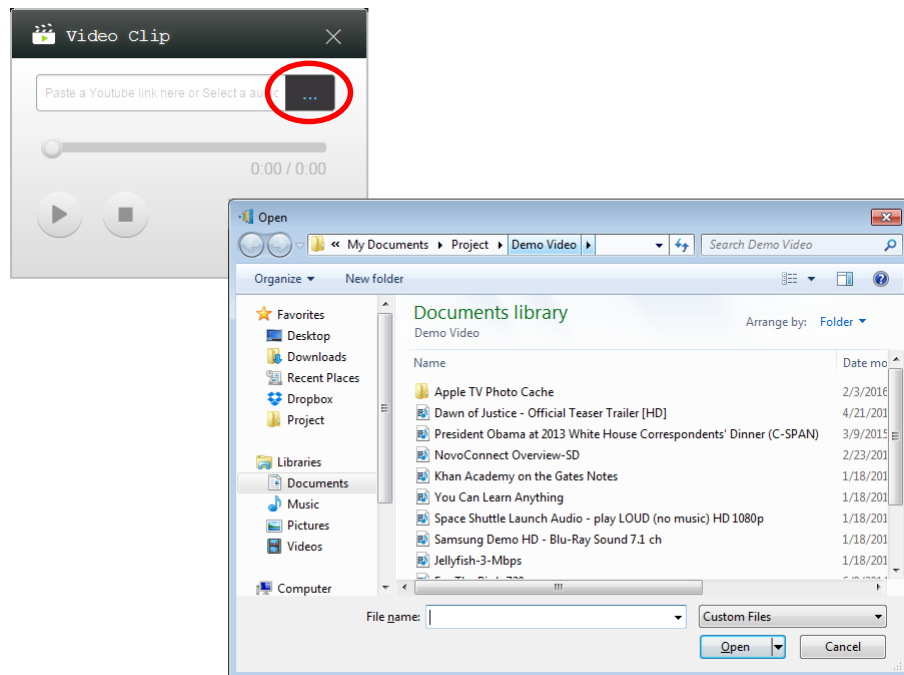 Video Clip
Paste a Youtube link here or Select a au
...
0:00 / 0:00
Open
« My Documents Project Demo Video
Search Demo Video
Organize
New folder
Favorites
Desktop
Downloads
Recent Places
Dropbox
Project
Libraries
Documents
Music
Pictures
Videos
Computer
Documents library
Demo Video
Arrange by: Folder
Name Date mo
Apple TV Photo Cache 2/3/2016
Dawn of Justice - Official Teaser Trailer [HD] 4/21/201
President Obama at 2013 White House Correspondents' Dinner (C-SPAN) 3/9/2015
NovoConnect Overview-SD 2/23/201
Khan Academy on the Gates Notes 1/18/201
You Can Learn Anything 1/18/201
Space Shuttle Launch Audio - play LOUD (no music) HD 1080p 1/18/201
Samsung Demo HD - Blu-Ray Sound 7.1 ch 1/18/201
Jellyfish-3-Mbps 1/18/201
File name:
Custom Files
Open
Cancel